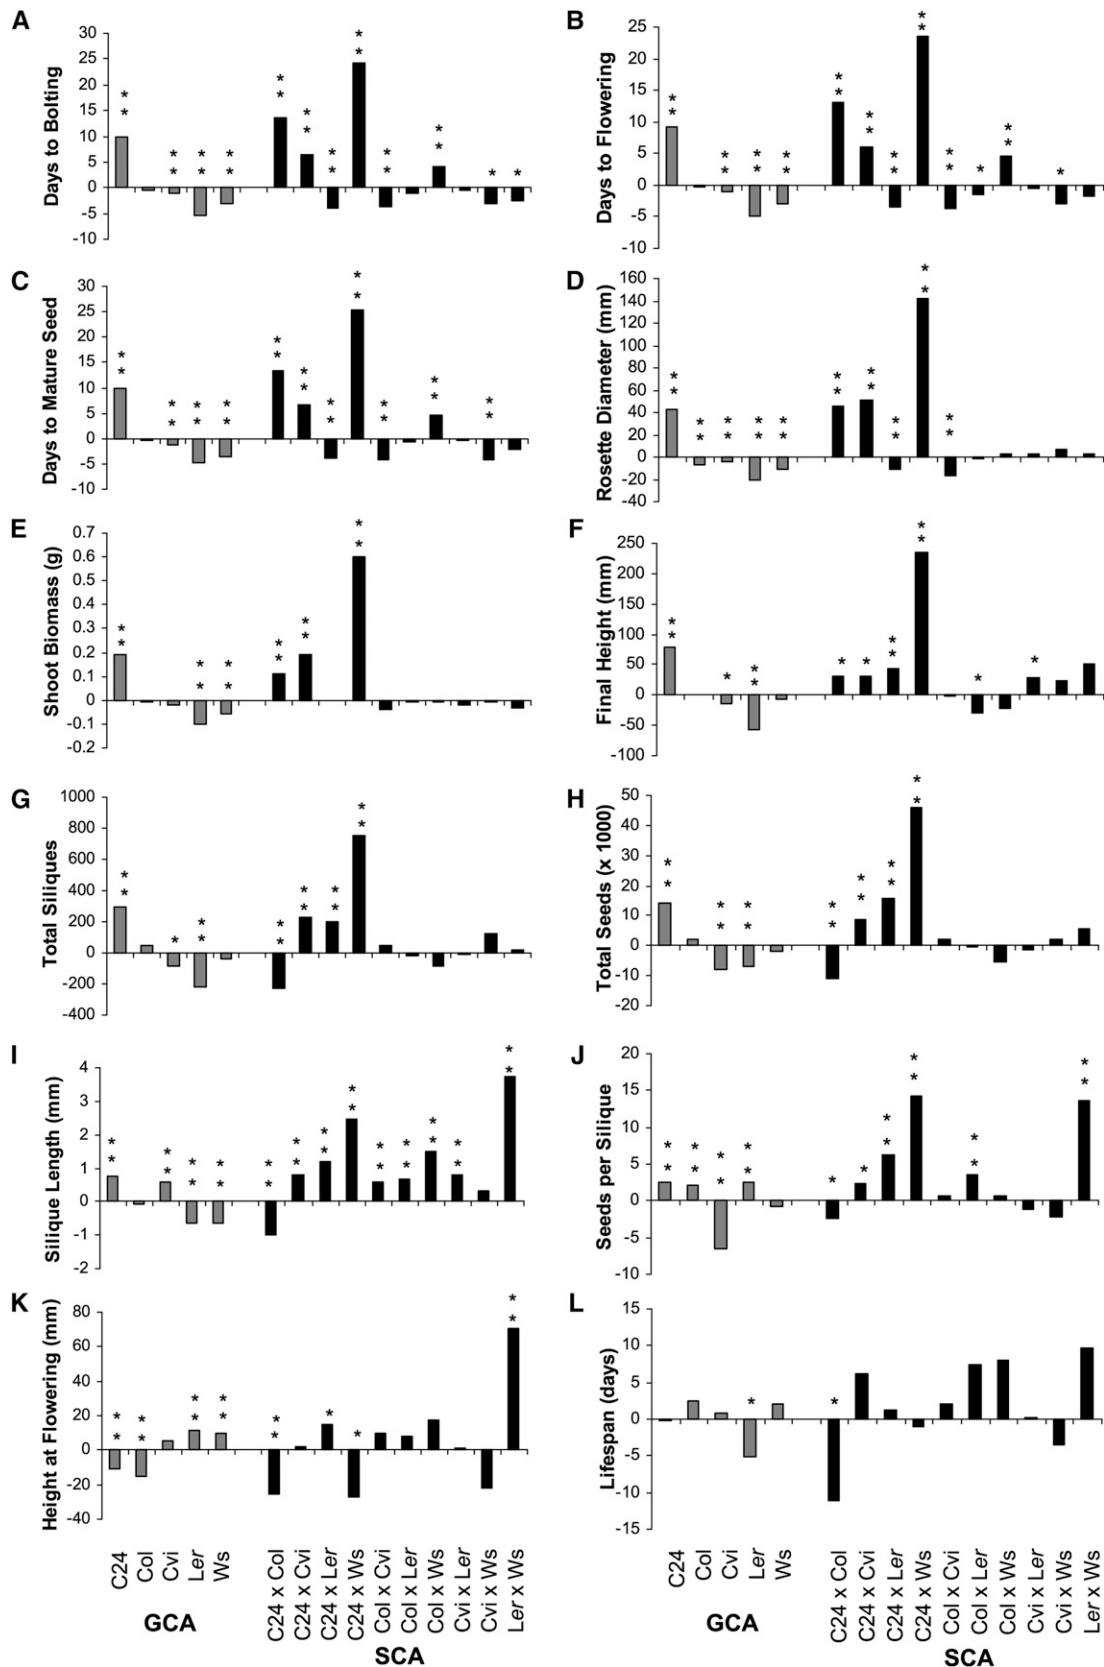 A
Days to Bolting
30
25
20
15
10
5
0
-5
-10
B
Days to Flowering
25
20
15
10
5
0
-5
-10
C
Days to Mature Seed
30
25
20
15
10
5
0
-5
-10
D
Rosette Diameter (mm)
160
140
120
100
80
60
40
20
0
-20
-40
E
Shoot Biomass (g)
0.7
0.6
0.5
0.4
0.3
0.2
0.1
0
-0.1
-0.2
F
Final Height (mm)
250
200
150
100
50
0
-50
-100
G
Total Siliques
1000
800
600
400
200
0
-200
-400
H
Total Seeds (x 1000)
50
40
30
20
10
0
-10
-20
I
Silique Length (mm)
4
3
2
1
0
-1
-2
J
Seeds per Silique
20
15
10
5
0
-5
-10
K
Height at Flowering (mm)
80
60
40
20
0
-20
-40
L
Lifespan (days)
15
10
5
0
-5
-10
-15
C24
Col
Cvi
Ler
Ws
GCA
C24 x Col
C24 x Cvi
C24 x Ler
C24 x Ws
Col x Cvi
Col x Ler
Col x Ws
Cvi x Ler
Cvi x Ws
Ler x Ws
SCA
C24
Col
Cvi
Ler
Ws
GCA
C24 x Col
C24 x Cvi
C24 x Ler
C24 x Ws
Col x Cvi
Col x Ler
Col x Ws
Cvi x Ler
Cvi x Ws
Ler x Ws
SCA